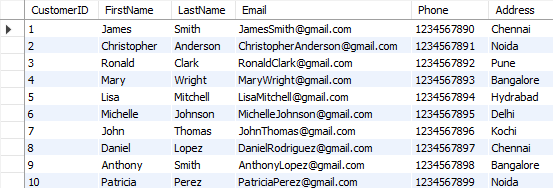 CustomerID FirstName LastName Email Phone Address
1 James Smith JamesSmith@gmail.com 1234567890 Chennai
2 Christopher Anderson ChristopherAnderson@gmail.com 1234567891 Noida
3 Ronald Clark RonaldClark@gmail.com 1234567892 Pune
4 Mary Wright MaryWright@gmail.com 1234567893 Bangalore
5 Lisa Mitchell LisaMitchell@gmail.com 1234567894 Hydrabad
6 Michelle Johnson MichelleJohnson@gmail.com 1234567895 Delhi
7 John Thomas JohnThomas@gmail.com 1234567896 Kochi
8 Daniel Lopez DanielRodriguez@gmail.com 1234567897 Chennai
9 Anthony Smith AnthonyLopez@gmail.com 1234567898 Bangalore
10 Patricia Perez PatriciaPerez@gmail.com 1234567899 Noida